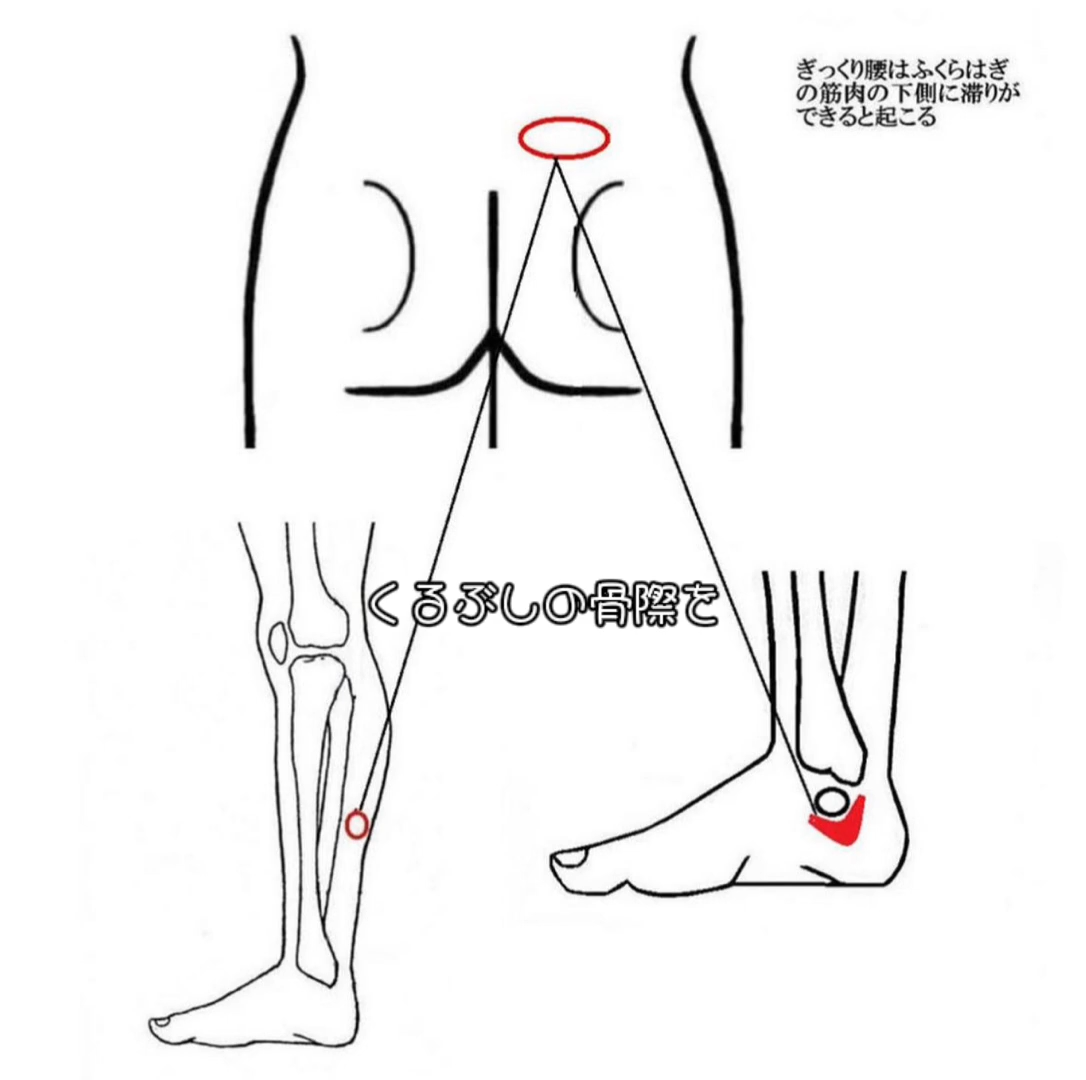 ぎっくり腰はふくらはぎ
の筋肉の下側に滞りが
できると起こる
くるぶしの骨際を